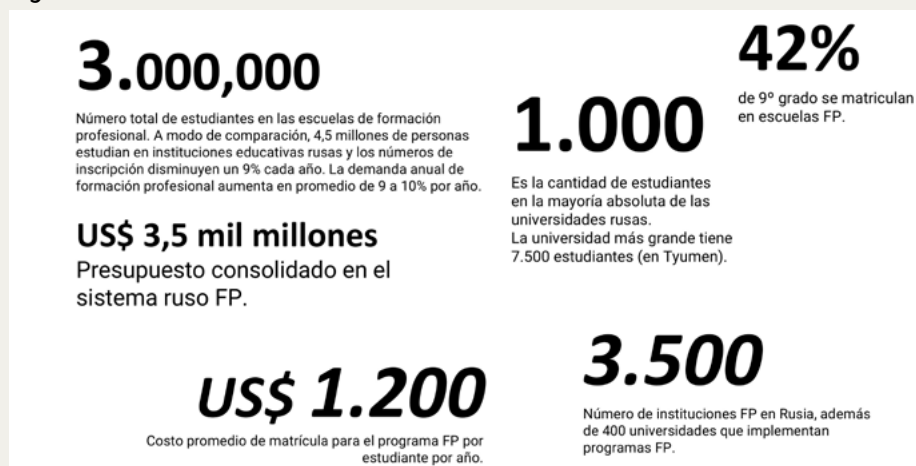 3.000,000
Número total de estudiantes en las escuelas de formación
profesional. A modo de comparación, 4,5 millones de personas
estudian en instituciones educativas rusas y los números de
inscripción disminuyen un 9% cada año. La demanda anual de
formación profesional aumenta en promedio de 9 a 10% por año.
US$ 3,5 mil millones
Presupuesto consolidado en el
sistema ruso FP.
1.000
Es la cantidad de estudiantes
en la mayoría absoluta de las
universidades rusas.
La universidad más grande tiene
7.500 estudiantes (en Tyumen).
42%
de 9º grado se matriculan
en escuelas FP.
US$ 1.200
Costo promedio de matrícula para el programa FP por
estudiante por año.
3.500
Número de instituciones FP en Rusia, además
de 400 universidades que implementan
programas FP.